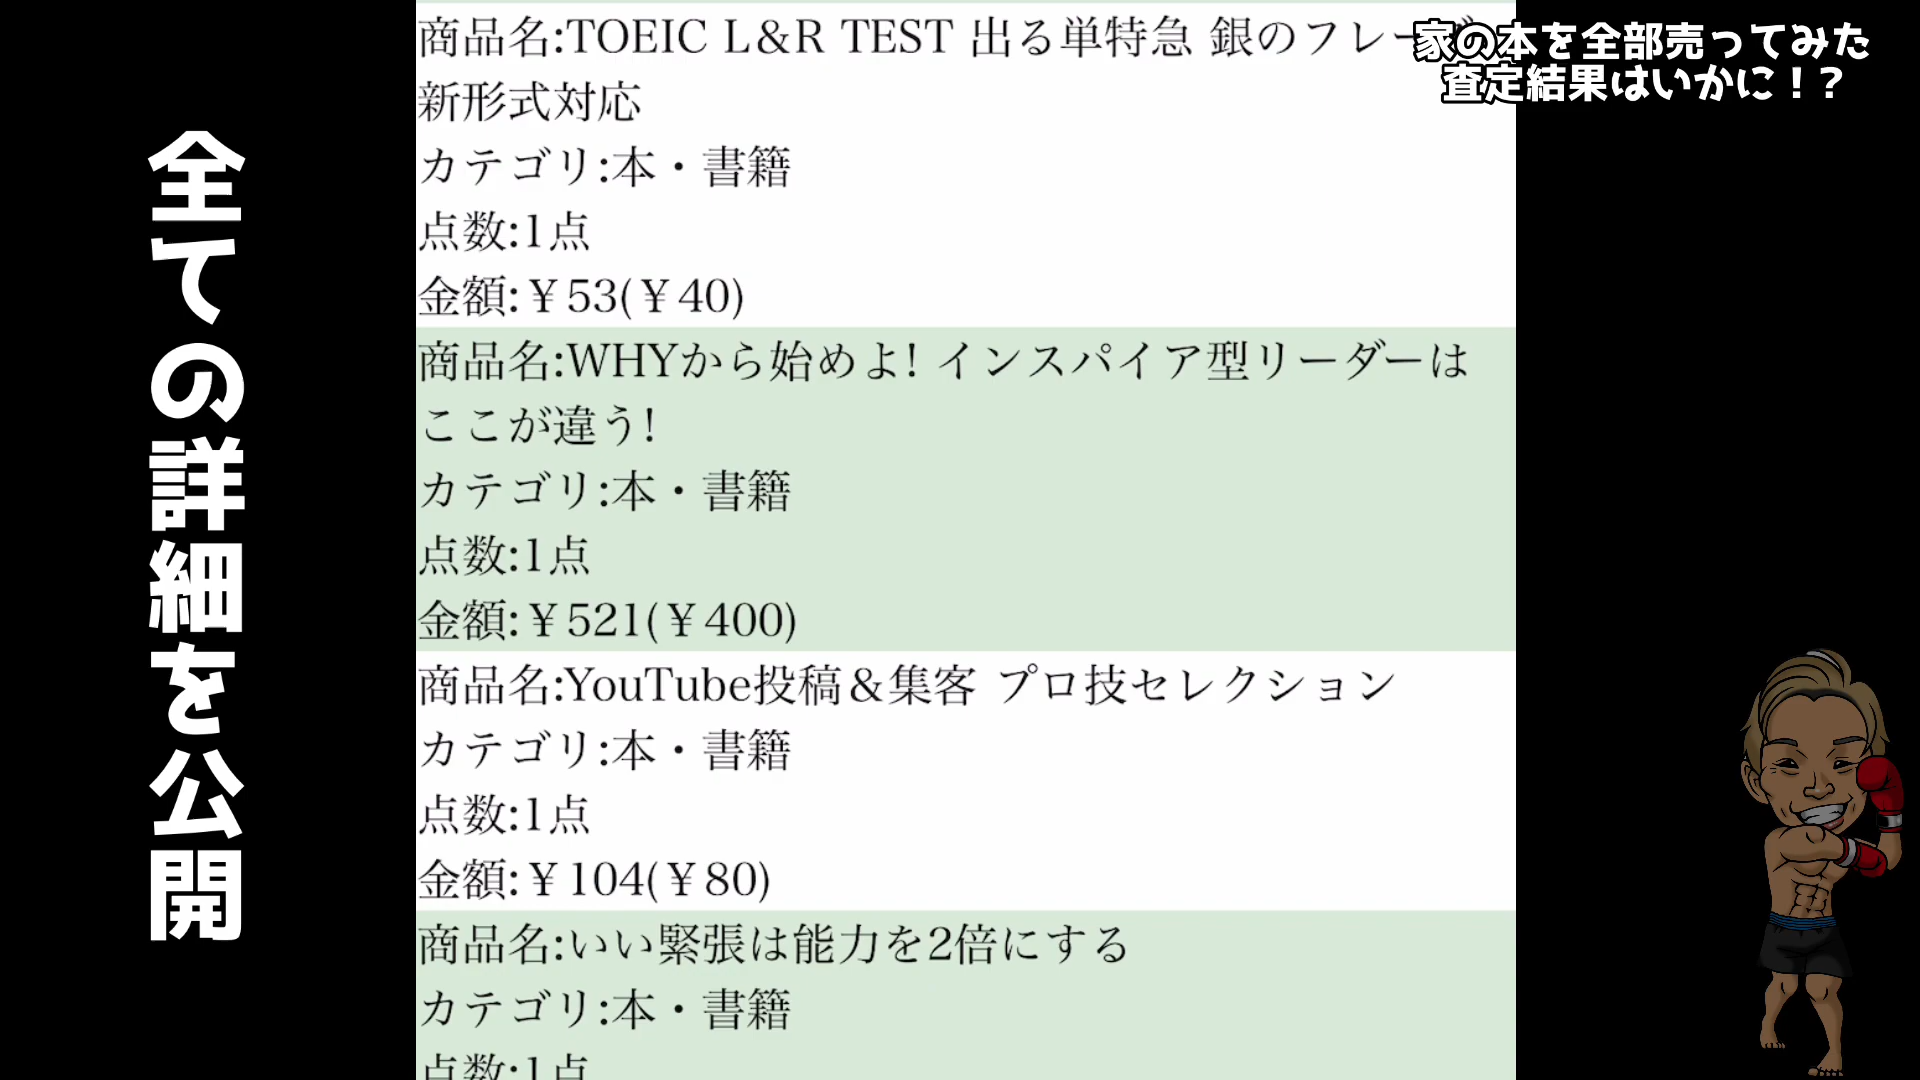 全ての詳細を公開
家の本を全部売ってみた
査定結果はいかに！？
商品名:TOEIC L&R TEST 出る単特急 銀のフレー
新形式対応
カテゴリ:本・書籍
点数:1点
金額:￥53(￥40)
商品名:WHYから始めよ! インスパイア型リーダーは
ここが違う!
カテゴリ:本・書籍
点数:1点
金額:￥521(￥400)
商品名:YouTube投稿＆集客 プロ技セレクション
カテゴリ:本・書籍
点数:1点
金額:￥104(￥80)
商品名:いい緊張は能力を2倍にする
カテゴリ:本・書籍
点数:1点